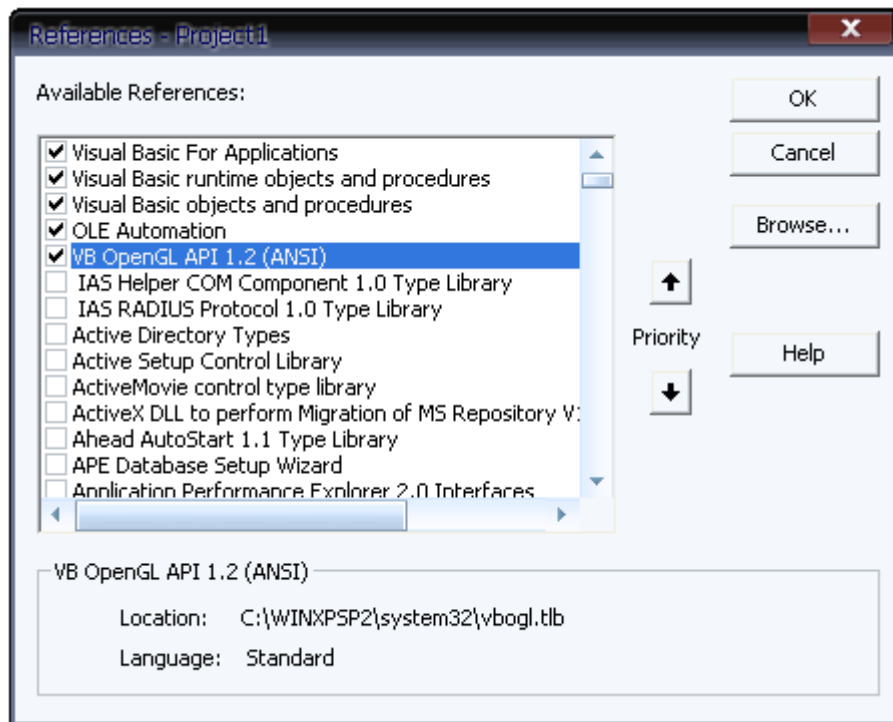 References - Project1
Available References:
OK
Cancel
Browse...
Help
Visual Basic For Applications
Visual Basic runtime objects and procedures
Visual Basic objects and procedures
OLE Automation
VB OpenGL API 1.2 (ANSI)
IAS Helper COM Component 1.0 Type Library
IAS RADIUS Protocol 1.0 Type Library
Active Directory Types
Active Setup Control Library
ActiveMovie control type library
ActiveX DLL to perform Migration of MS Repository
Ahead AutoStart 1.1 Type Library
APE Database Setup Wizard
Application Performance Explorer 2.0 Interfaces
Priority
VB OpenGL API 1.2 (ANSI)
Location: C:\WINXPSP2\system32\vbogl.tlb
Language: Standard